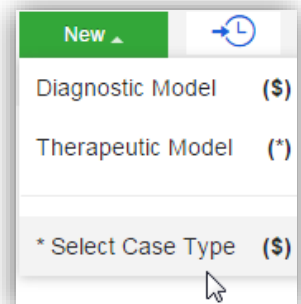 New
Diagnostic Model ($)
Therapeutic Model (*)
* Select Case Type ($)